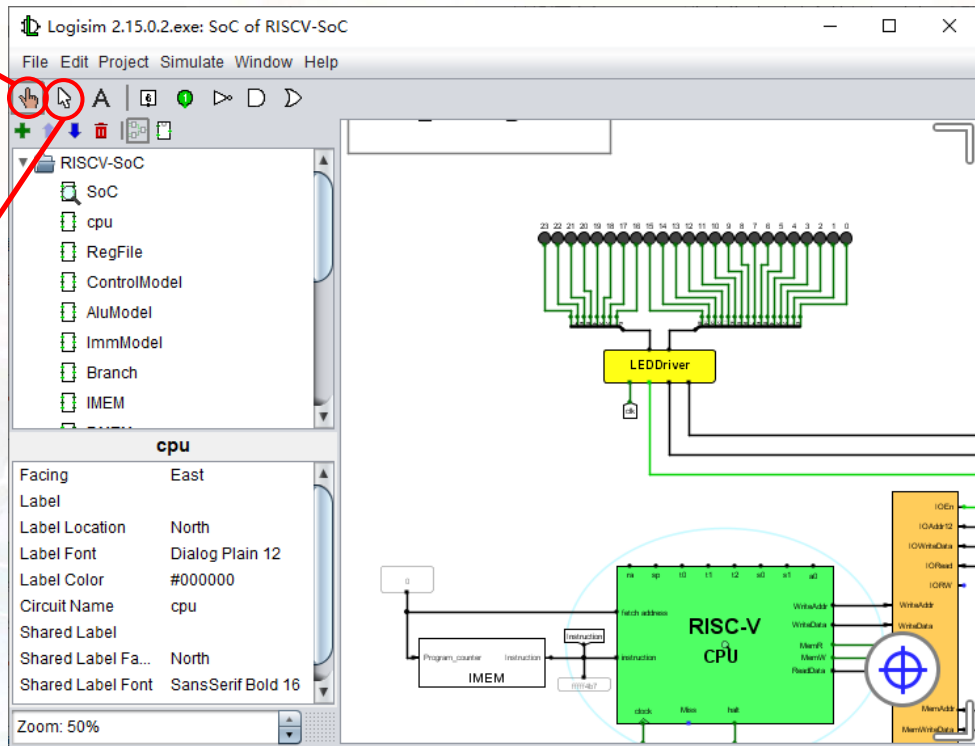 Logisim 2.15.0.2.exe: SoC of RISCV-SoC
File Edit Project Simulate Window Help
A
RISCV-SoC
SoC
cpu
RegFile
ControlModel
AluModel
ImmModel
Branch
IMEM
cpu
Facing East
Label
Label Location North
Label Font Dialog Plain 12
Label Color #000000
Circuit Name cpu
Shared Label
Shared Label Fa... North
Shared Label Font SansSerif Bold 16
Zoom: 50%
23 22 21 20 19 18 17 16 15 14 13 12 11 10 9 8 7 6 5 4 3 2 1 0
LEDDriver
clk
IOEn
IOAddr12
IOWriteData
IORead
IORW
0
ra sp t0 t1 t2 s0 s1 a0
fetch address
WriteAddr
WriteAddr
WriteData
WriteData
RISC-V
CPU
MemR
MemW
ReadData
Instruction
instruction
Program_counter Instruction
IMEM
clock Miss halt
MemAddr
MemWriteData